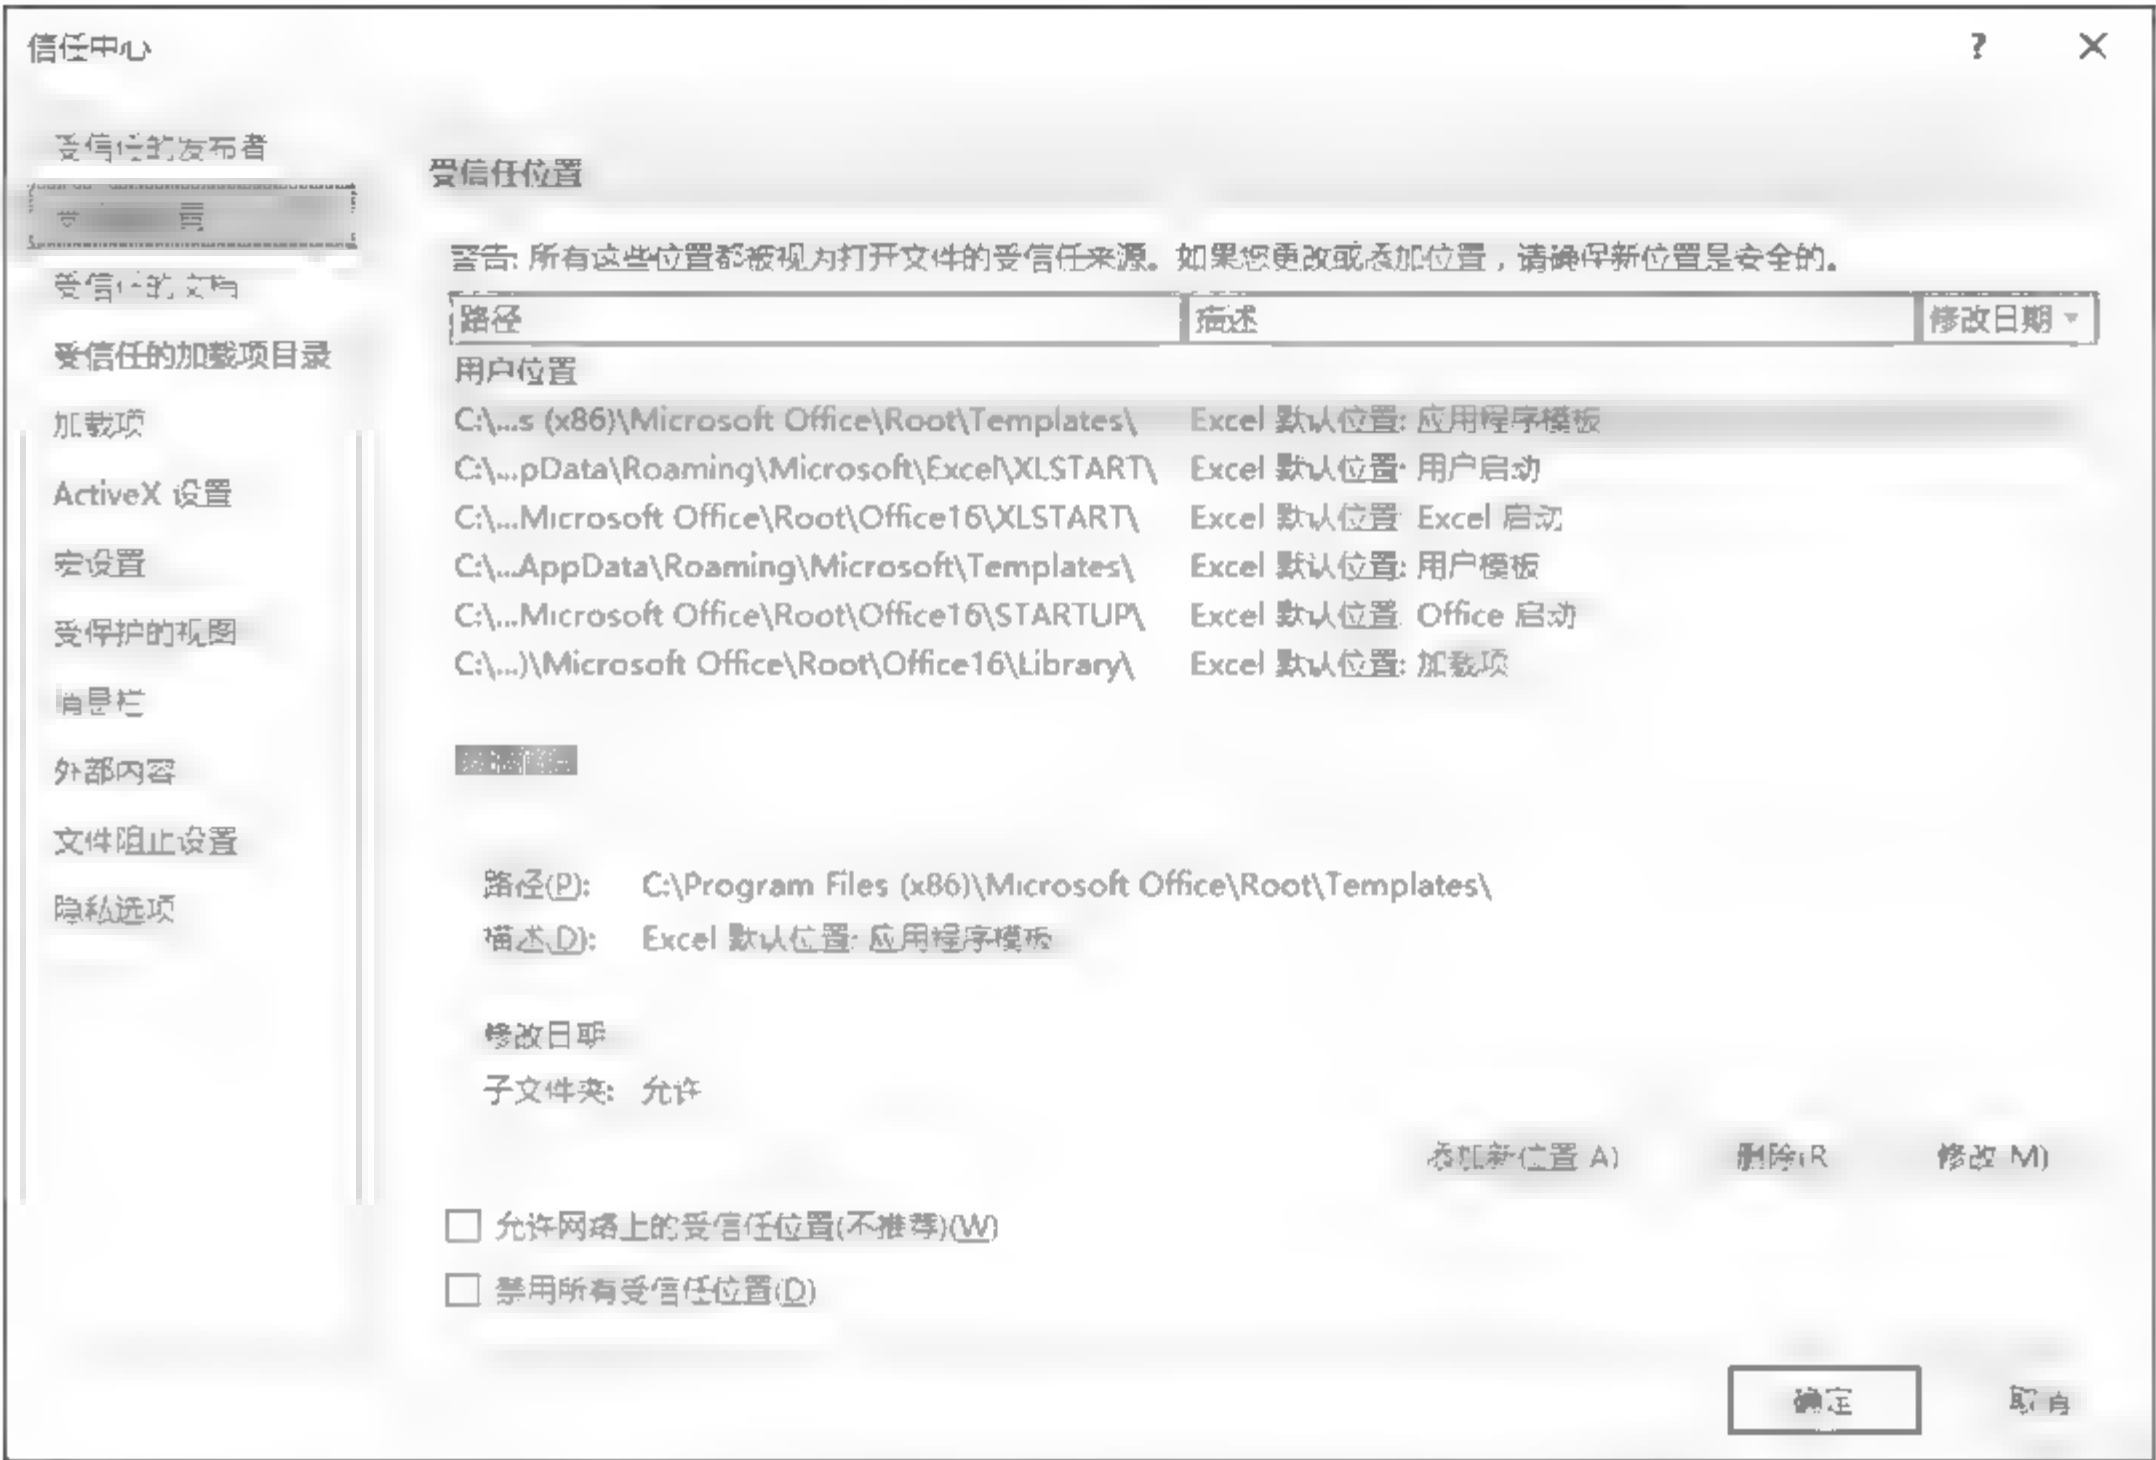 信任中心
受信任的发布者
受信任的文档
受信任的加载项目录
加载项
ActiveX 设置
宏设置
受保护的视图
消息栏
外部内容
文件阻止设置
隐私选项
受信任位置
警告: 所有这些位置都被视为打开文件的受信任来源。如果您更改或添加位置，请确保新位置是安全的。
路径 描述 修改日期
用户位置
C:\...s (x86)\Microsoft Office\Root\Templates\ Excel 默认位置: 应用程序模板
C:\...pData\Roaming\Microsoft\Excel\XLSTART\ Excel 默认位置: 用户启动
C:\...Microsoft Office\Root\Office16\XLSTART\ Excel 默认位置: Excel 启动
C:\...AppData\Roaming\Microsoft\Templates\ Excel 默认位置: 用户模板
C:\...Microsoft Office\Root\Office16\STARTUP\ Excel 默认位置: Office 启动
C:\...)\Microsoft Office\Root\Office16\Library\ Excel 默认位置: 加载项
路径(P): C:\Program Files (x86)\Microsoft Office\Root\Templates\
描述(D): Excel 默认位置: 应用程序模板
修改日期
子文件夹: 允许
添加新位置(A) 删除(R 修改(M)
允许网络上的受信任位置(不推荐)(W)
禁用所有受信任位置(D)
确定 取消